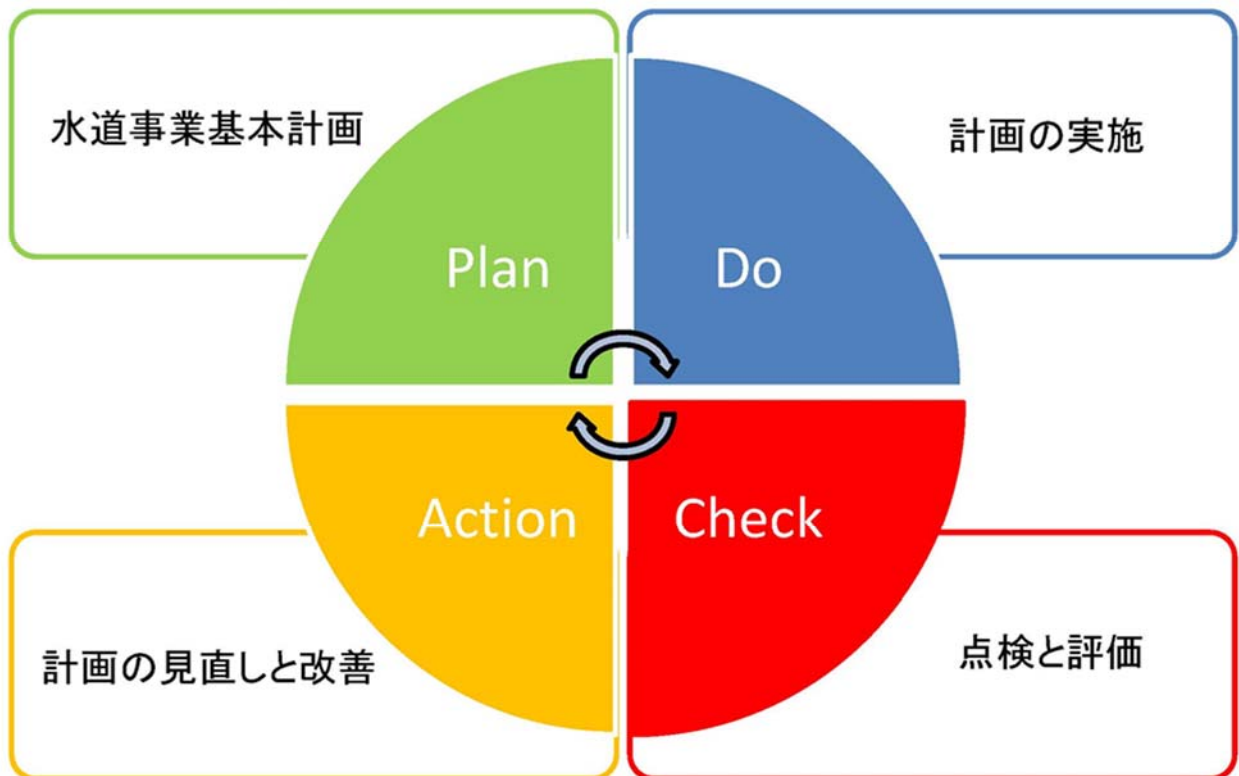 水道事業基本計画
計画の実施
Plan
Do
Action
Check
計画の見直しと改善
点検と評価